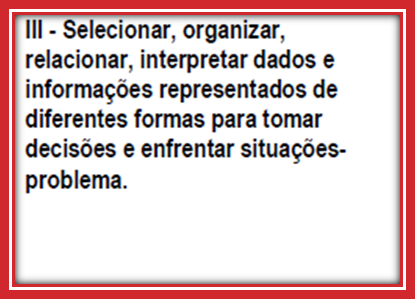 III - Selecionar, organizar,
relacionar, interpretar dados e
informações representados de
diferentes formas para tomar
decisões e enfrentar situações-
problema.